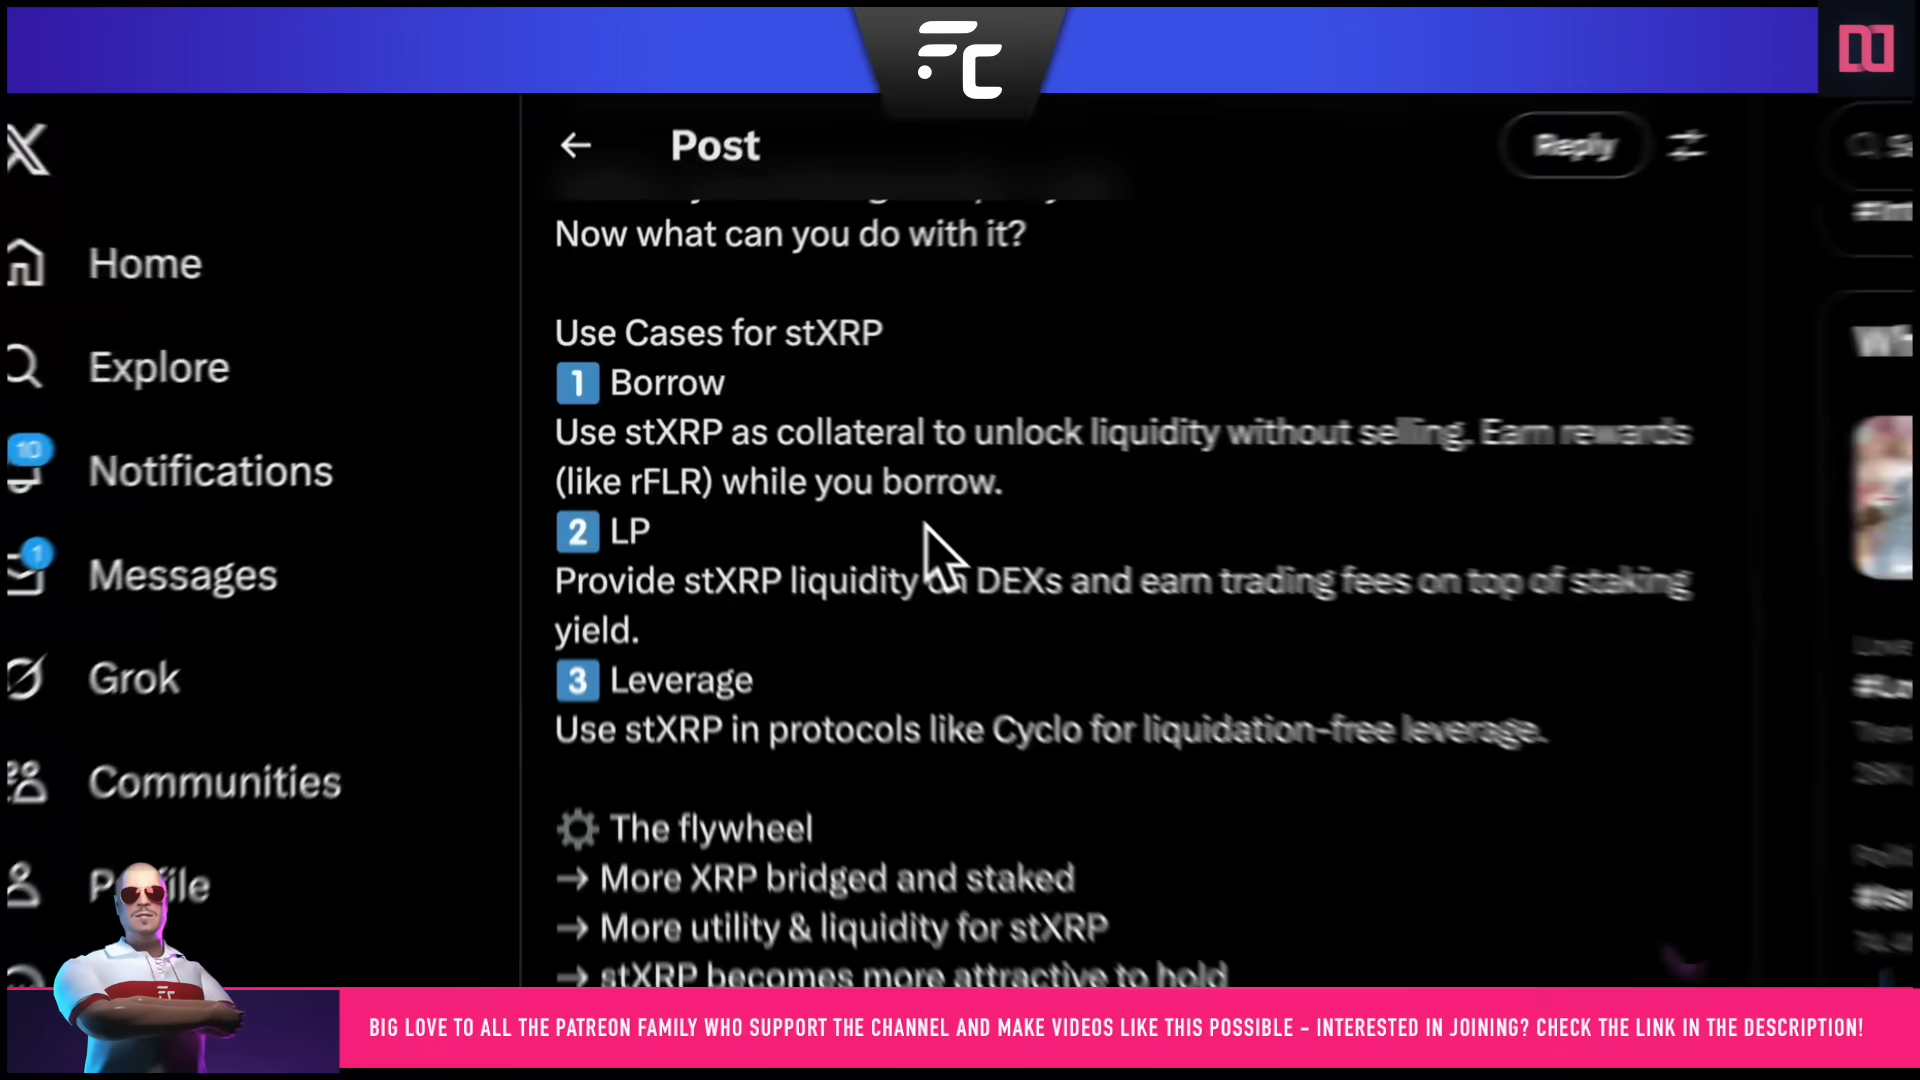 FC
Post
Reply
Now what can you do with it?
Home
Use Cases for stXRP
1 Borrow
Explore
Use stXRP as collateral to unlock liquidity without selling. Earn rewards
10
Notifications
(like rFLR) while you borrow.
2 LP
1
Messages
Provide stXRP liquidity on DEXs and earn trading fees on top of staking
yield.
Grok
3 Leverage
Use stXRP in protocols like Cyclo for liquidation-free leverage.
Communities
⚙️ The flywheel
→ More XRP bridged and staked
Profile
→ More utility & liquidity for stXRP
→ stXRP becomes more attractive to hold
BIG LOVE TO ALL THE PATREON FAMILY WHO SUPPORT THE CHANNEL AND MAKE VIDEOS LIKE THIS POSSIBLE - INTERESTED IN JOINING? CHECK THE LINK IN THE DESCRIPTION!